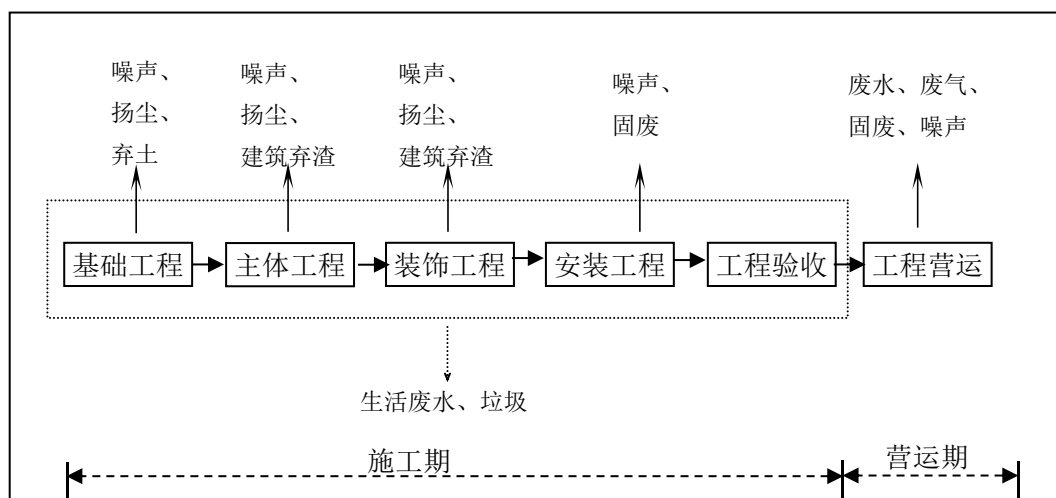 噪声、
扬尘、
弃土
噪声、
扬尘、
建筑弃渣
噪声、
扬尘、
建筑弃渣
噪声、
固废
废水、废气、
固废、噪声
基础工程
主体工程
装饰工程
安装工程
工程验收
工程营运
生活废水、垃圾
施工期
营运期